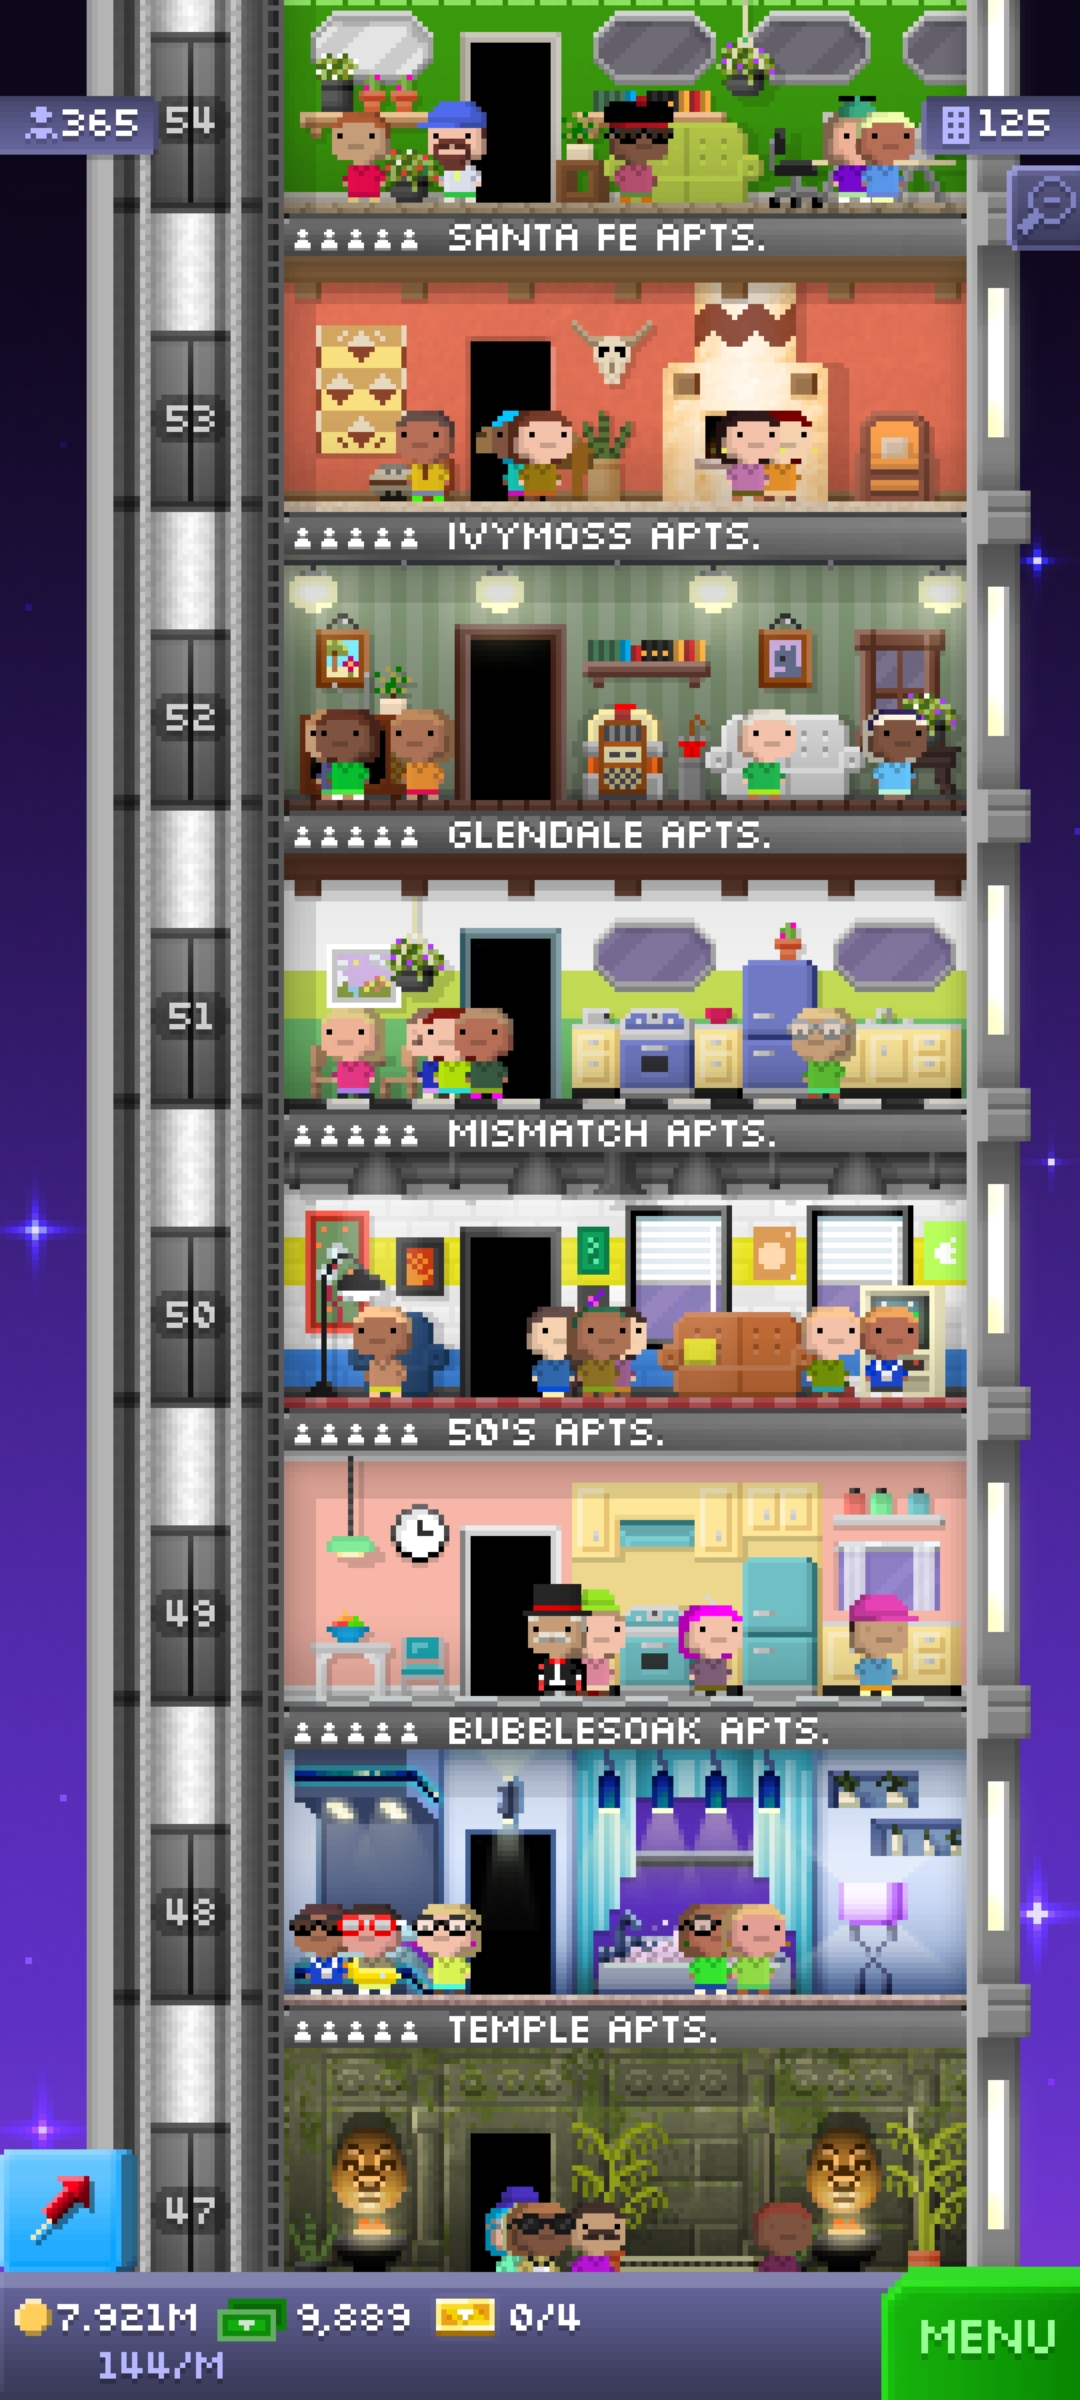 54
365
125
SANTA FE APTS.
53
IVYMOSS APTS.
52
GLENDALE APTS.
51
MISMATCH APTS.
50
50'S APTS.
49
BUBBLESOAK APTS.
48
TEMPLE APTS.
47
7.921M 9,889 0/4
144/M
MENU